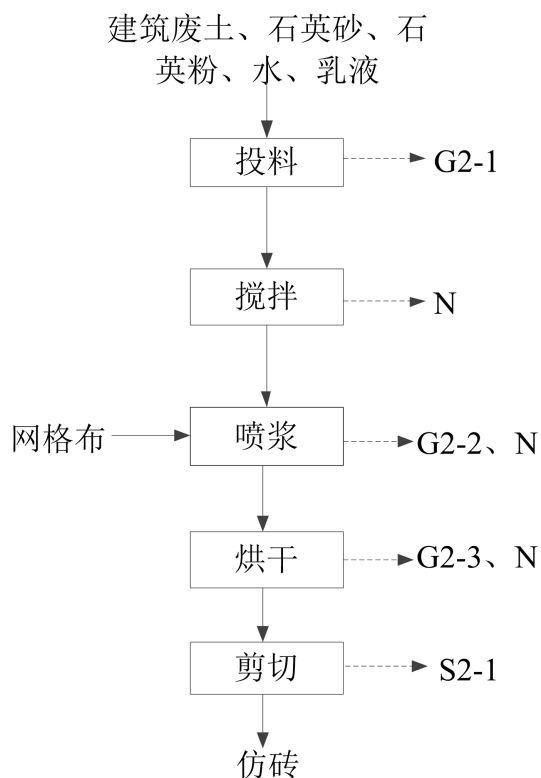 建筑废土、石英砂、石
英粉、水、乳液
投料
G2-1
搅拌
N
网格布
喷浆
G2-2、N
烘干
G2-3、N
剪切
S2-1
仿砖